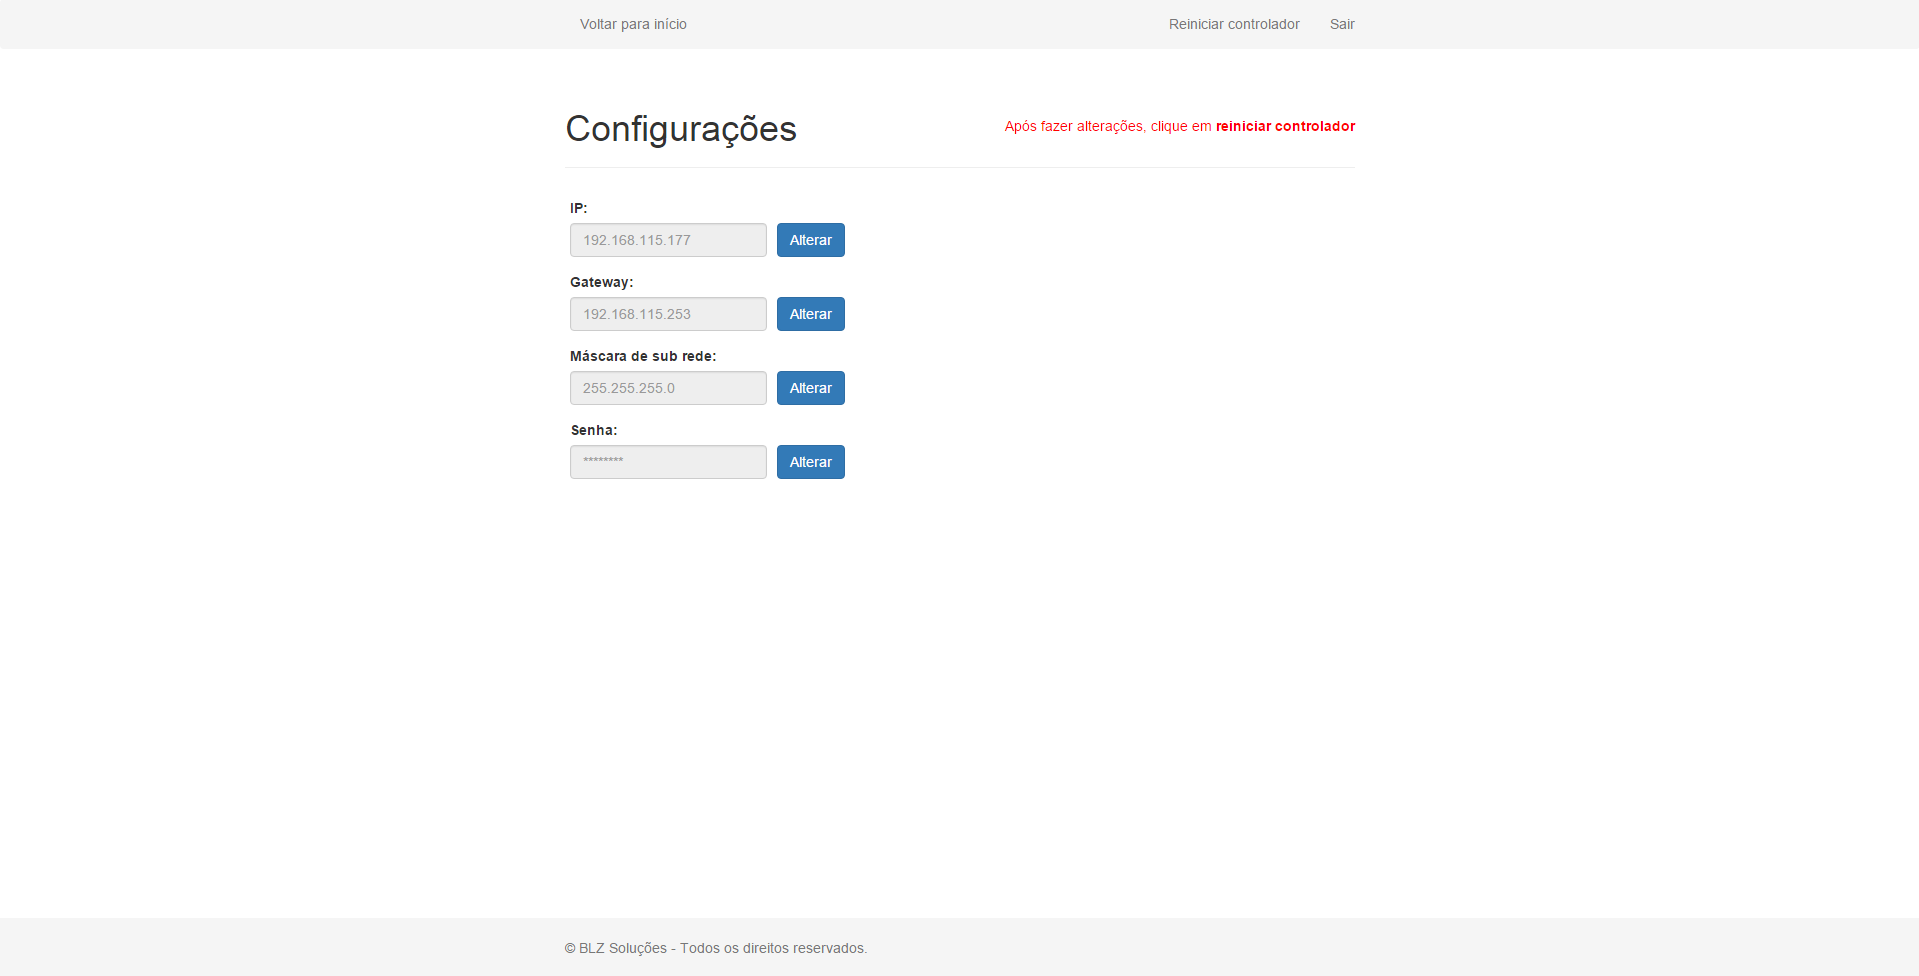 Voltar para início
Reiniciar controlador
Sair
Configurações
Após fazer alterações, clique em reiniciar controlador
IP:
192.168.115.177
Alterar
Gateway:
192.168.115.253
Alterar
Máscara de sub rede:
255.255.255.0
Alterar
Senha:
********
Alterar
© BLZ Soluções - Todos os direitos reservados.